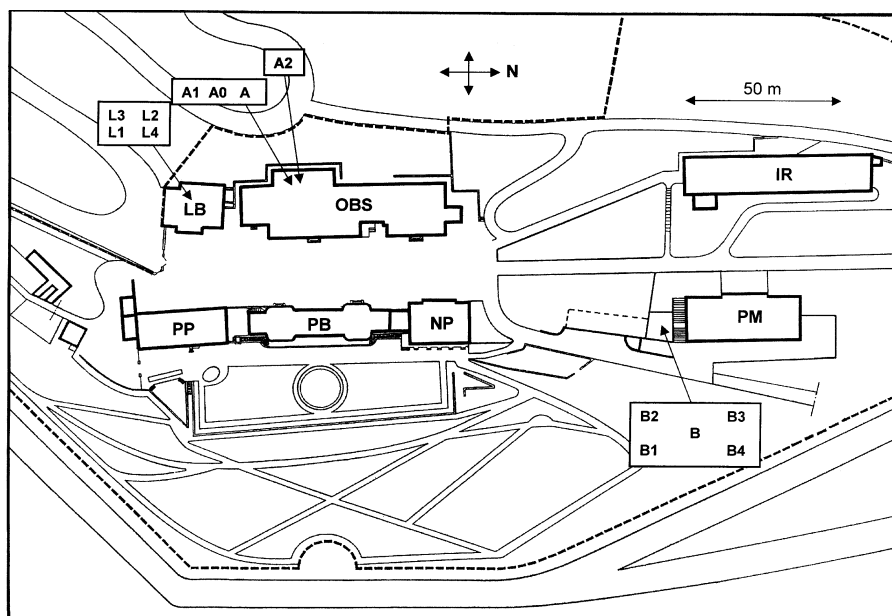 A2
A1 A0 A
N
50 m
L3 L2
L1 L4
IR
LB
OBS
PP
PB
NP
PM
B2 B3
B
B1 B4